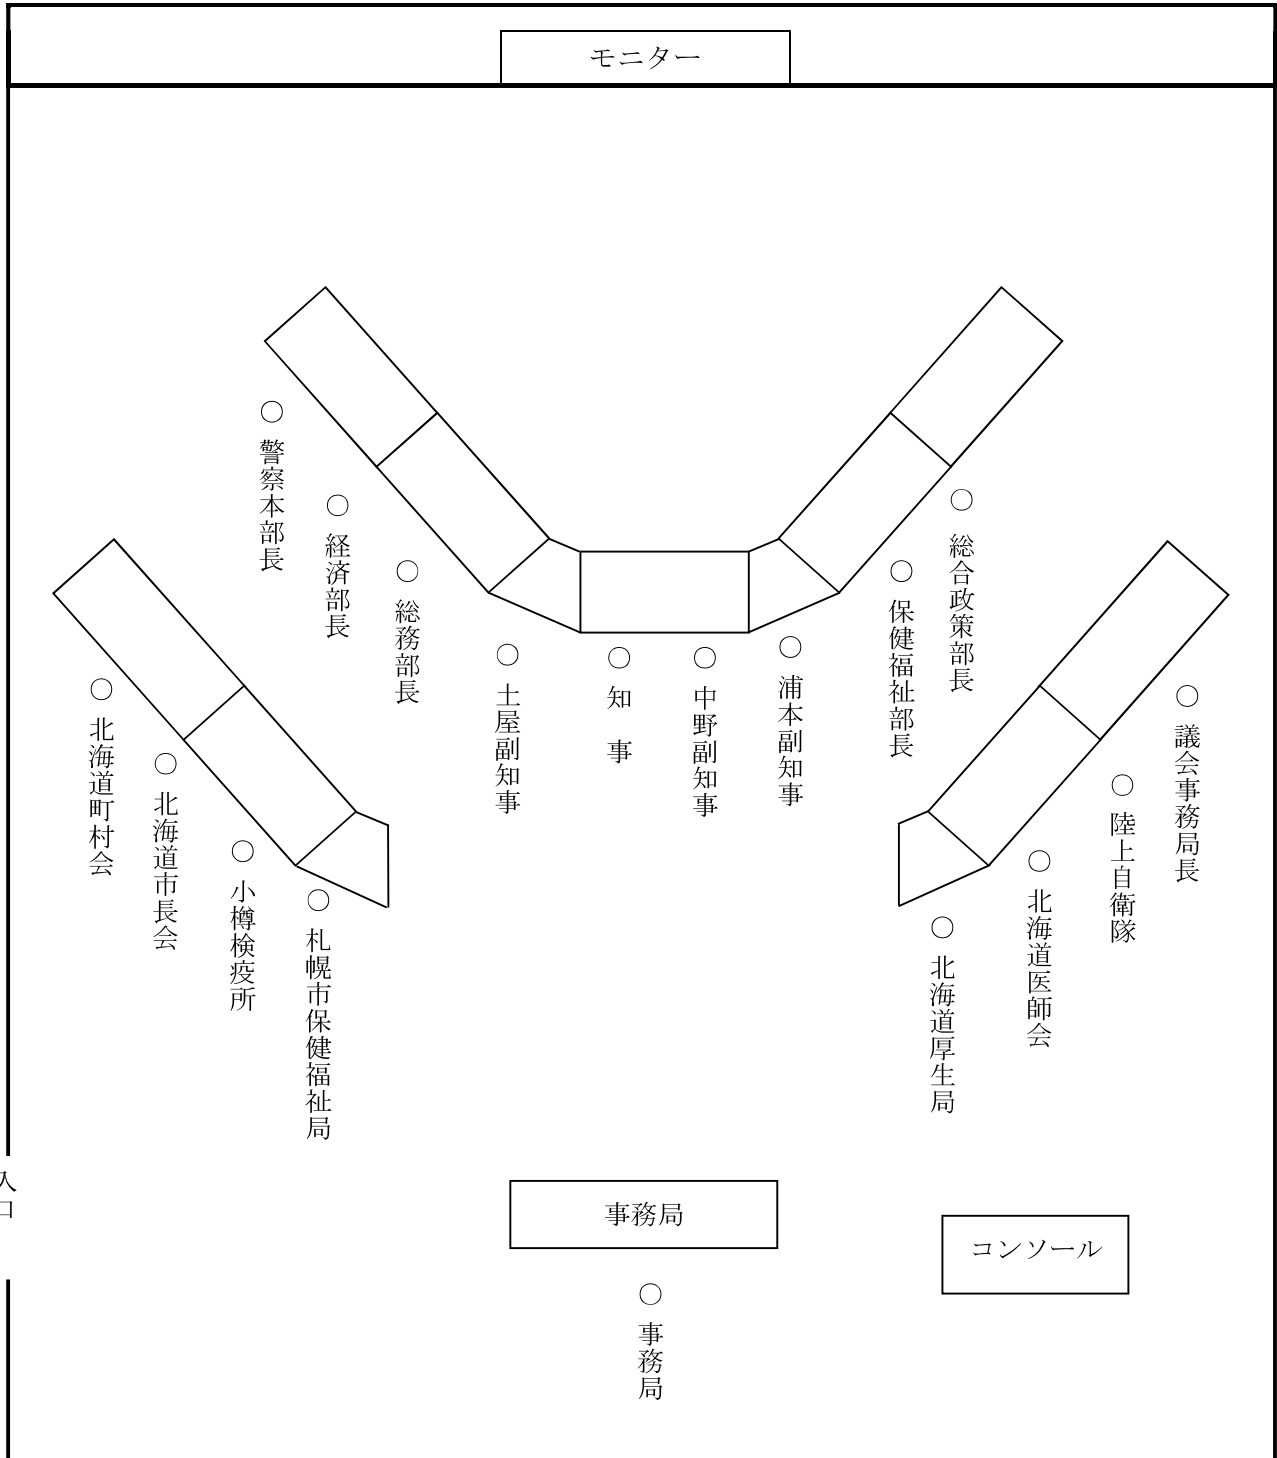 モニター
○ 警察本部長
○ 経済部長
○ 総務部長
○ 土屋副知事
○ 知　事
○ 中野副知事
○ 浦本副知事
○ 保健福祉部長
○ 総合政策部長
○ 北海道町村会
○ 北海道市長会
○ 小樽検疫所
○ 札幌市保健福祉局
○ 北海道厚生局
○ 北海道医師会
○ 陸上自衛隊
○ 議会事務局長
入口
事務局
コンソール
○ 事務局